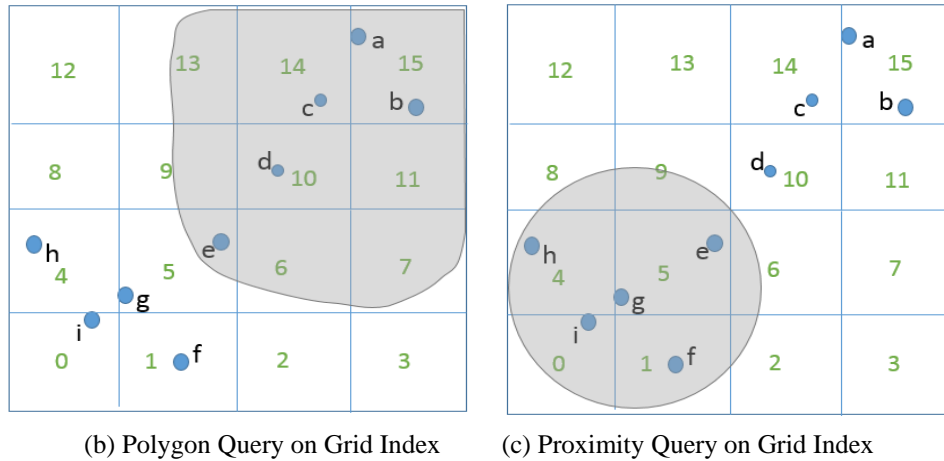 a
12 13 14 15
c b
d
8 9 10 11
e
h
4 5 6 7
g
i
0 1 f 2 3
a
12 13 14 15
c b
d
8 9 10 11
h e
4 5 6 7
g
i
0 1 f 2 3
(b) Polygon Query on Grid Index
(c) Proximity Query on Grid Index